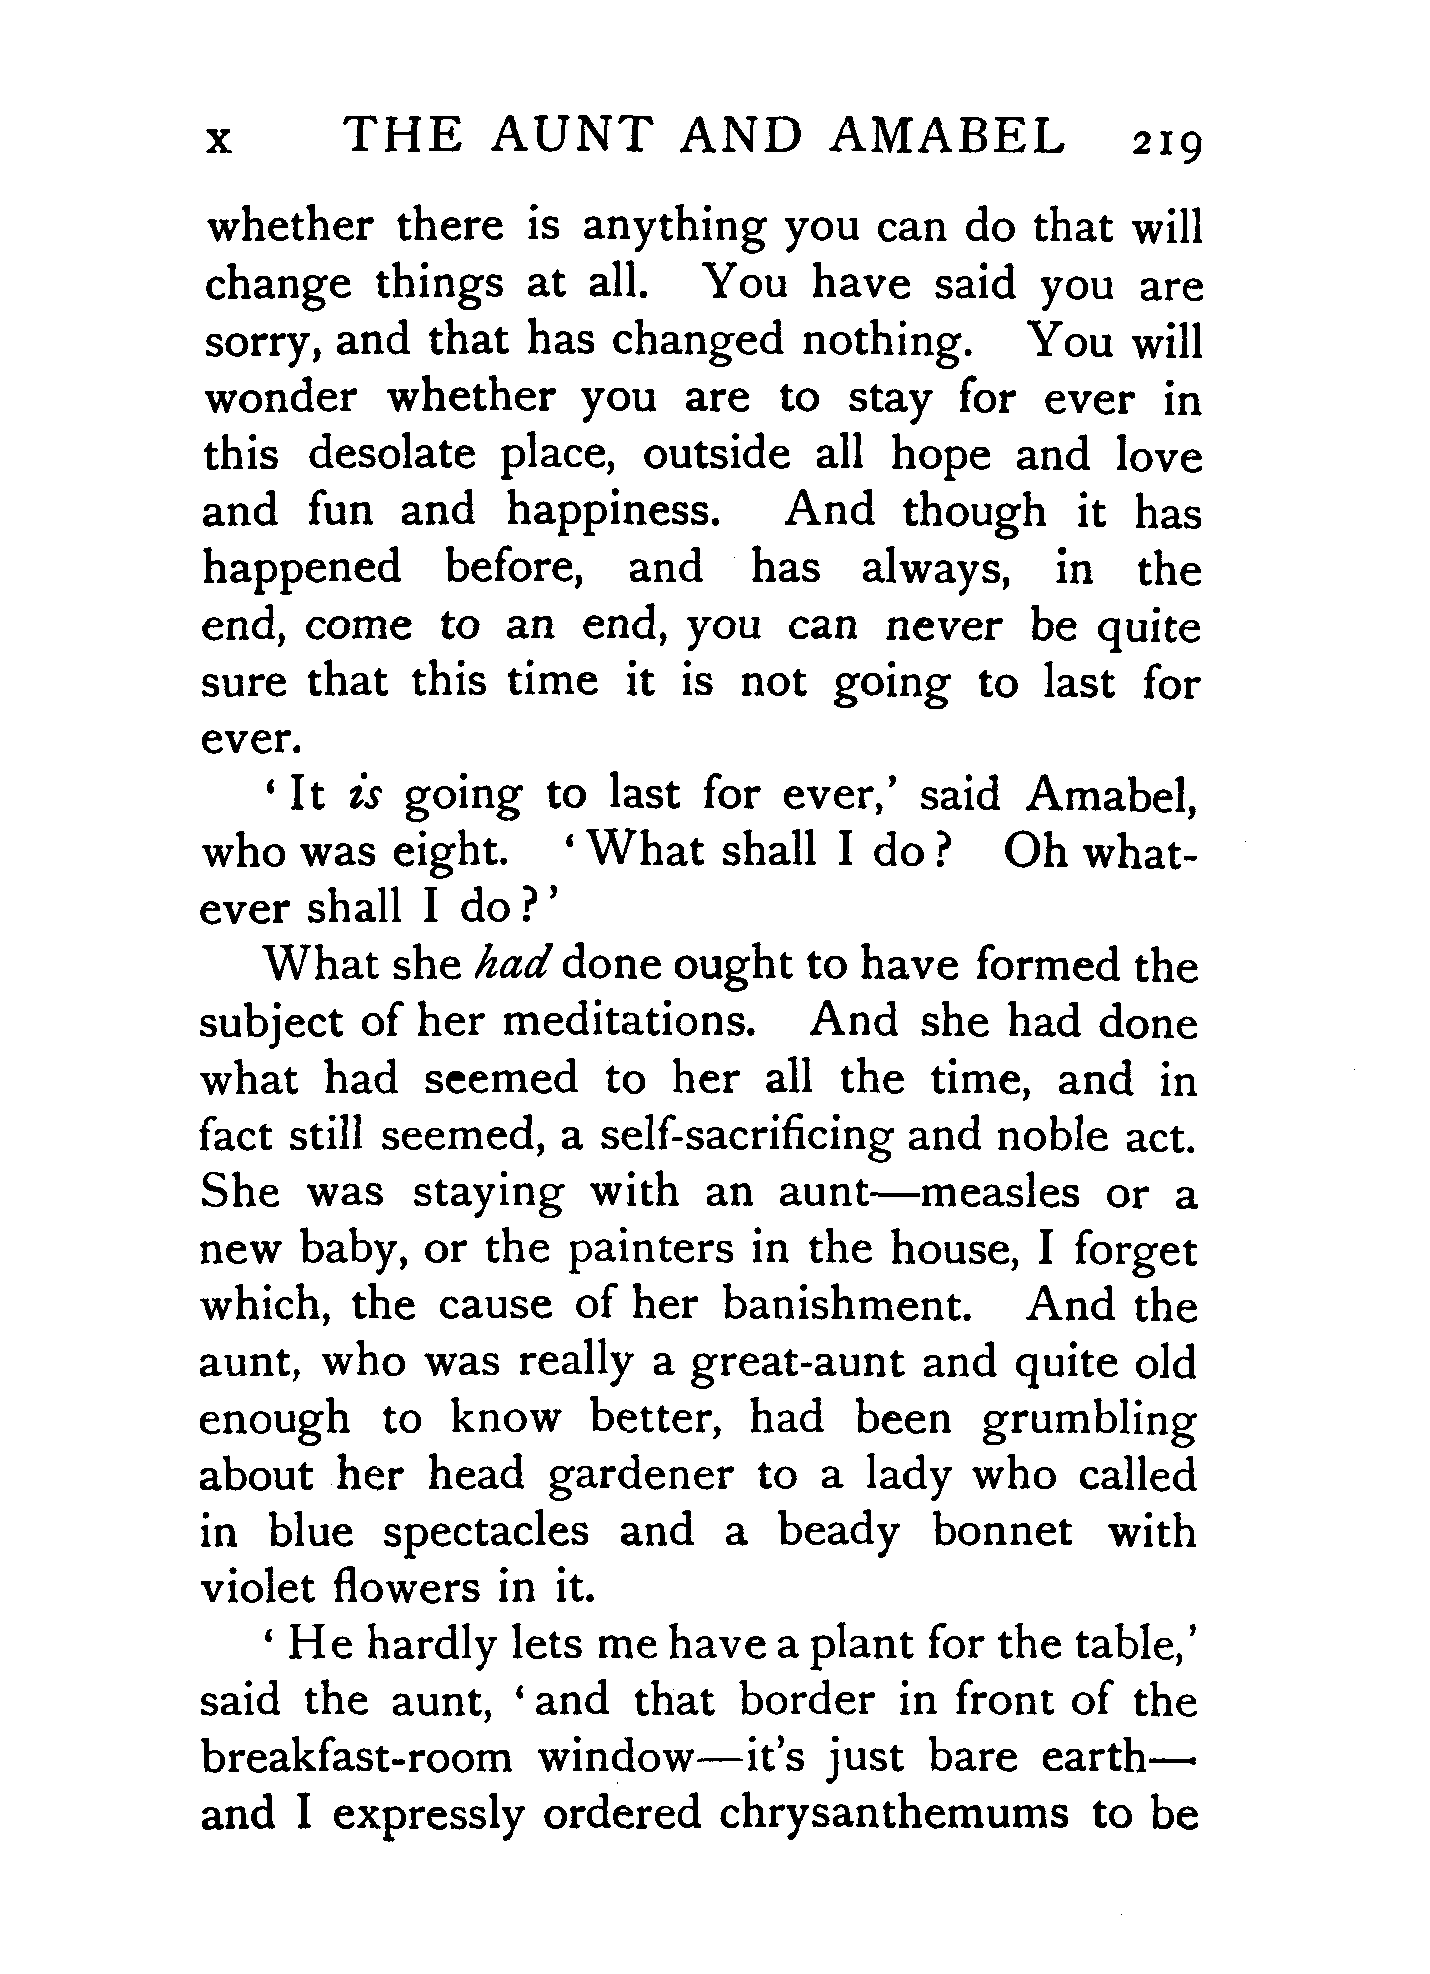 x THE AUNT AND AMABEL 219
whether there is anything you can do that will
change things at all. You have said you are
sorry, and that has changed nothing. You will
wonder whether you are to stay for ever in
this desolate place, outside all hope and love
and fun and happiness. And though it has
happened before, and has always, in the
end, come to an end, you can never be quite
sure that this time it is not going to last for
ever.
‘ It is going to last for ever,’ said Amabel,
who was eight. ‘ What shall I do ? Oh what-
ever shall I do ? ’
What she had done ought to have formed the
subject of her meditations. And she had done
what had seemed to her all the time, and in
fact still seemed, a self-sacrificing and noble act.
She was staying with an aunt—measles or a
new baby, or the painters in the house, I forget
which, the cause of her banishment. And the
aunt, who was really a great-aunt and quite old
enough to know better, had been grumbling
about her head gardener to a lady who called
in blue spectacles and a beady bonnet with
violet flowers in it.
‘ He hardly lets me have a plant for the table,’
said the aunt, ‘ and that border in front of the
breakfast-room window—it’s just bare earth—
and I expressly ordered chrysanthemums to be